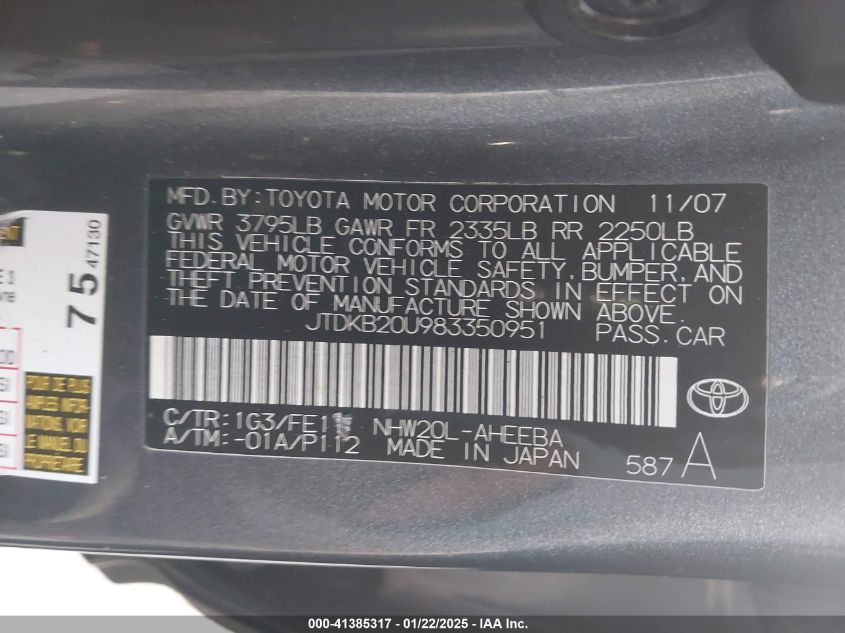 MFD. BY: TOYOTA MOTOR CORPORATION 11/07
GVWR 3795LB GAWR FR 2335LB RR 2250LB
THIS VEHICLE CONFORMS TO ALL APPLICABLE
FEDERAL MOTOR VEHICLE SAFETY, BUMPER, AND
THEFT PREVENTION STANDARDS IN EFFECT ON
THE DATE OF MANUFACTURE SHOWN ABOVE.
JTDKB20U983350951 PASS. CAR
C/TR: 1G3/FE11 NHW20L-AHEEBA
A/TM: -01A/P112 MADE IN JAPAN 587 A
75 47130
000-41385317 - 01/22/2025 - IAAI.com